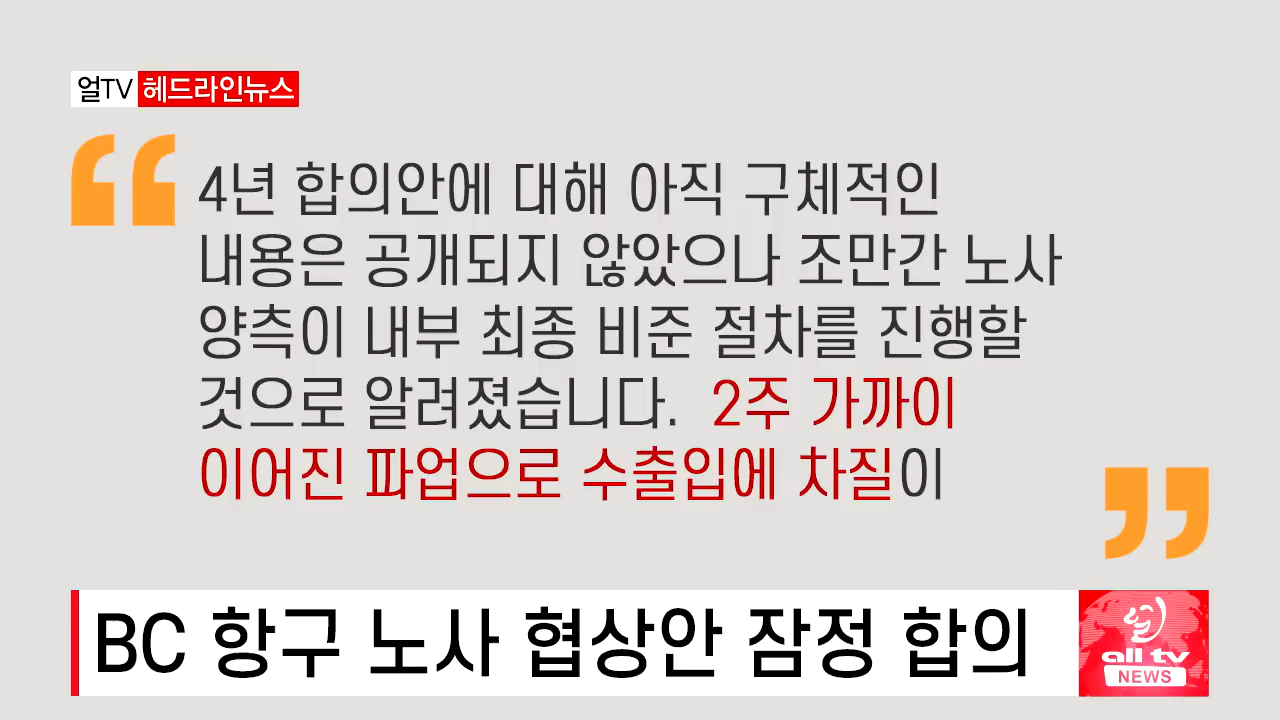 얼TV 헤드라인뉴스
“
4년 합의안에 대해 아직 구체적인
내용은 공개되지 않았으나 조만간 노사
양측이 내부 최종 비준 절차를 진행할
것으로 알려졌습니다. 2주 가까이
이어진 파업으로 수출입에 차질이
”
BC 항구 노사 협상안 잠정 합의
얼
all tv
NEWS